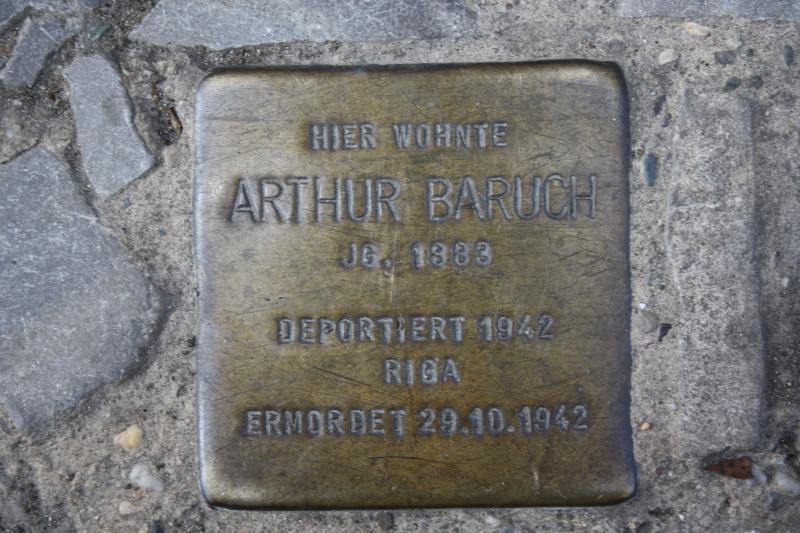 HIER WOHNTE
ARTHUR BARUCH
JG. 1883
DEPORTIERT 1942
RIGA
ERMORDET 29.10.1942